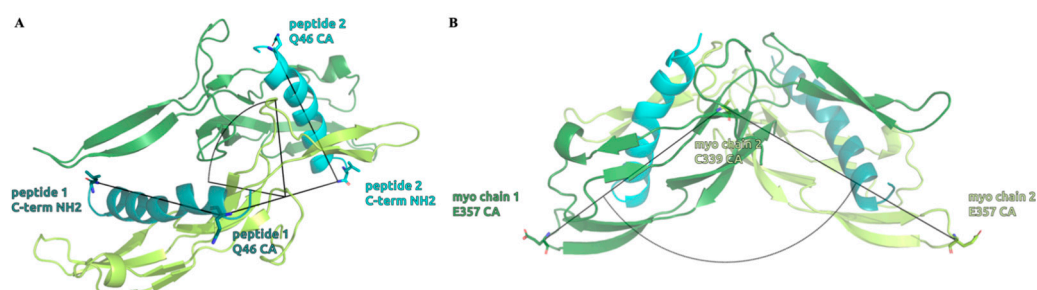 A
peptide 2
Q46 CA
peptide 1
C-term NH2
peptide 2
C-term NH2
peptide 1
Q46 CA
B
myo chain 2
C339 CA
myo chain 1
E357 CA
myo chain 2
E357 CA